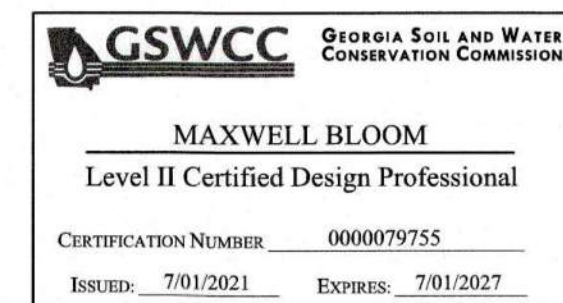 GSWCC
GEORGIA SOIL AND WATER
CONSERVATION COMMISSION
MAXWELL BLOOM
Level II Certified Design Professional
CERTIFICATION NUMBER 0000079755
ISSUED: 7/01/2021 EXPIRES: 7/01/2027